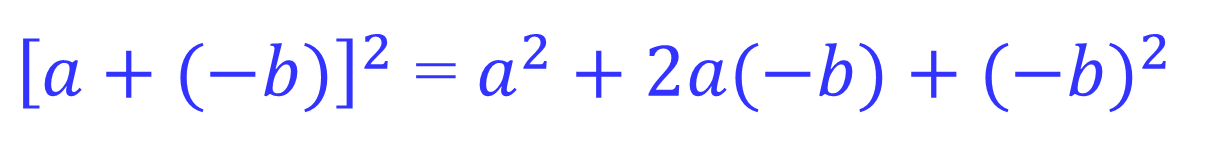 [a + (−b)]² = a² + 2a(−b) + (−b)²